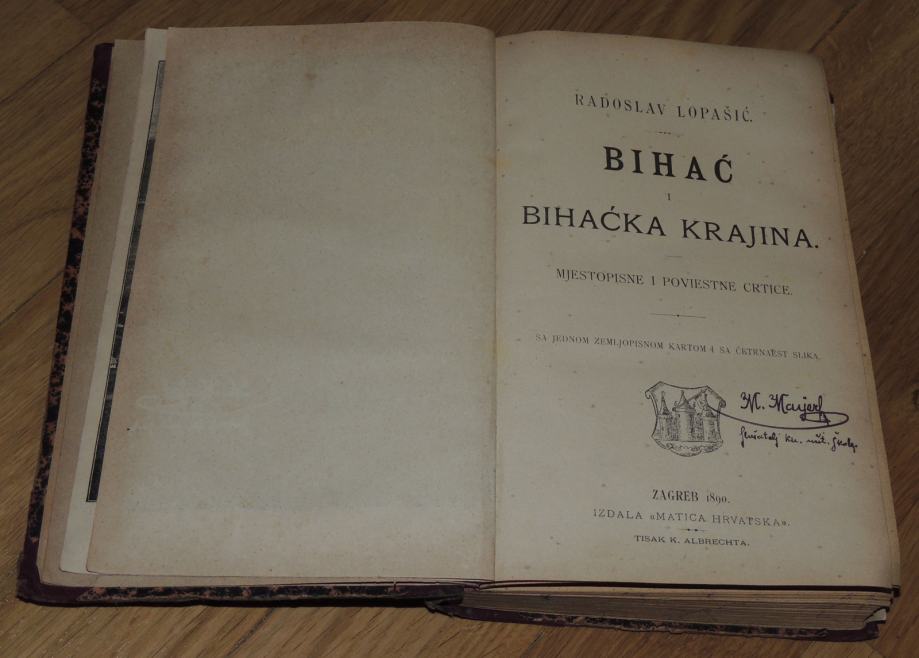 RADOSLAV LOPAŠIĆ.
BIHAĆ
I
BIHAĆKA KRAJINA.
MJESTOPISNE I POVIESTNE CRTICE.
SA JEDNOM ZEMLJOPISNOM KARTOM I SA ČETRNAEST SLIKA.
M.
ZAGREB 1890.
IZDALA «MATICA HRVATSKA».
TISAK K. ALBRECHTA.